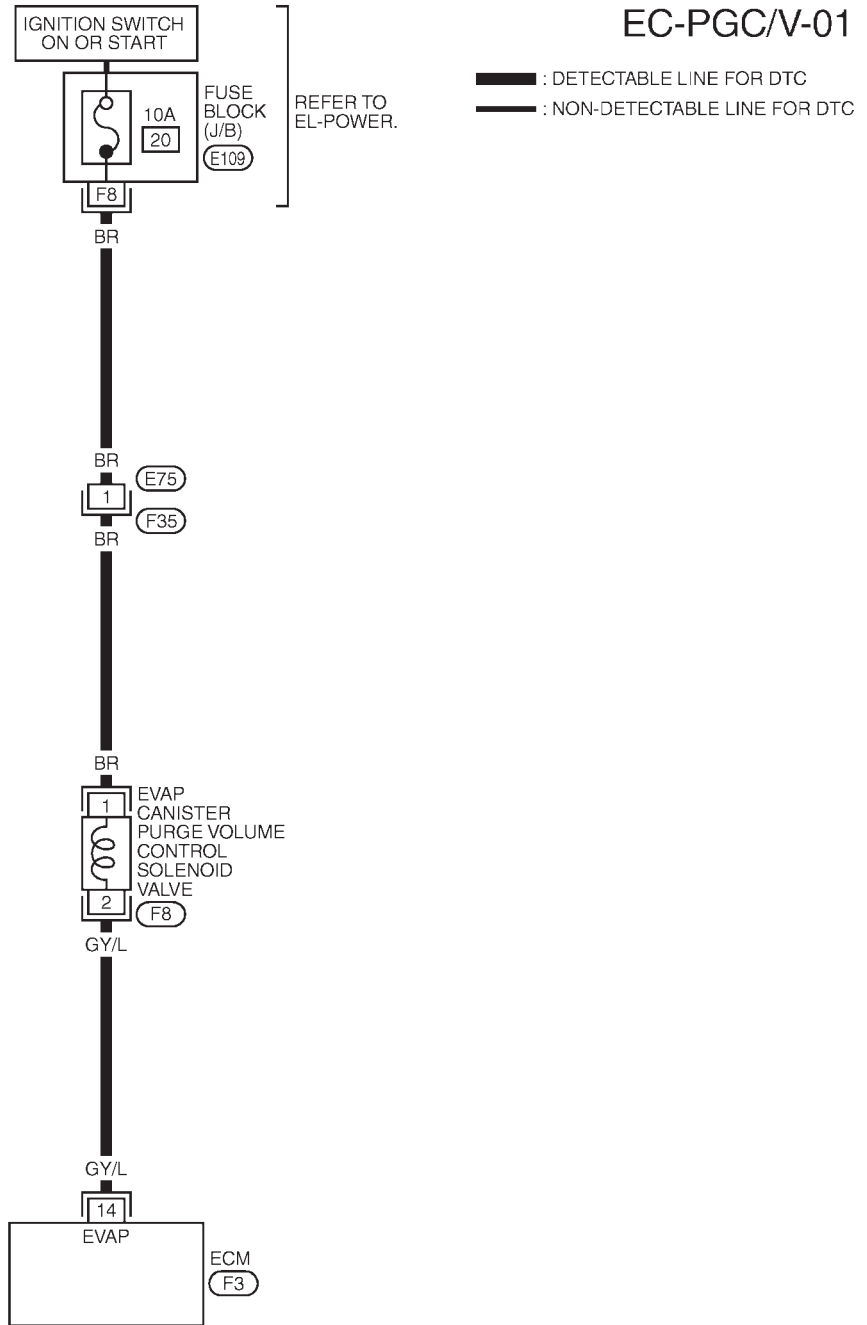 EC-PGC/V-01
IGNITION SWITCH
ON OR START
: DETECTABLE LINE FOR DTC
: NON-DETECTABLE LINE FOR DTC
10A
20
FUSE
BLOCK
(J/B)
E109
REFER TO
EL-POWER.
F8
BR
BR
E75
1
F35
BR
BR
1
EVAP
CANISTER
PURGE VOLUME
CONTROL
SOLENOID
VALVE
2
F8
GY/L
GY/L
14
EVAP
ECM
F3